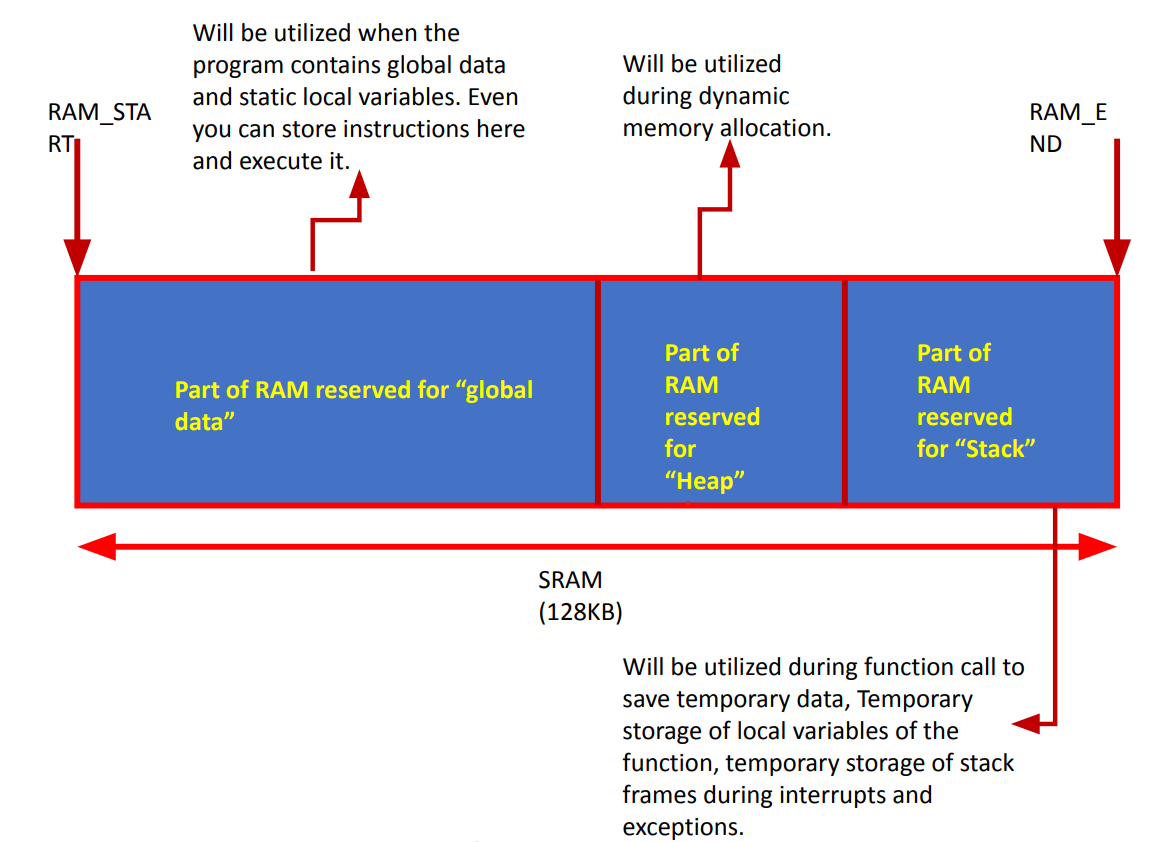 Will be utilized when the
program contains global data
and static local variables. Even
you can store instructions here
and execute it.
Will be utilized
during dynamic
memory allocation.
RAM_STA
RT
RAM_E
ND
Part of RAM reserved for “global
data”
Part of
RAM
reserved
for
“Heap”
Part of
RAM
reserved
for “Stack”
SRAM
(128KB)
Will be utilized during function call to
save temporary data, Temporary
storage of local variables of the
function, temporary storage of stack
frames during interrupts and
exceptions.